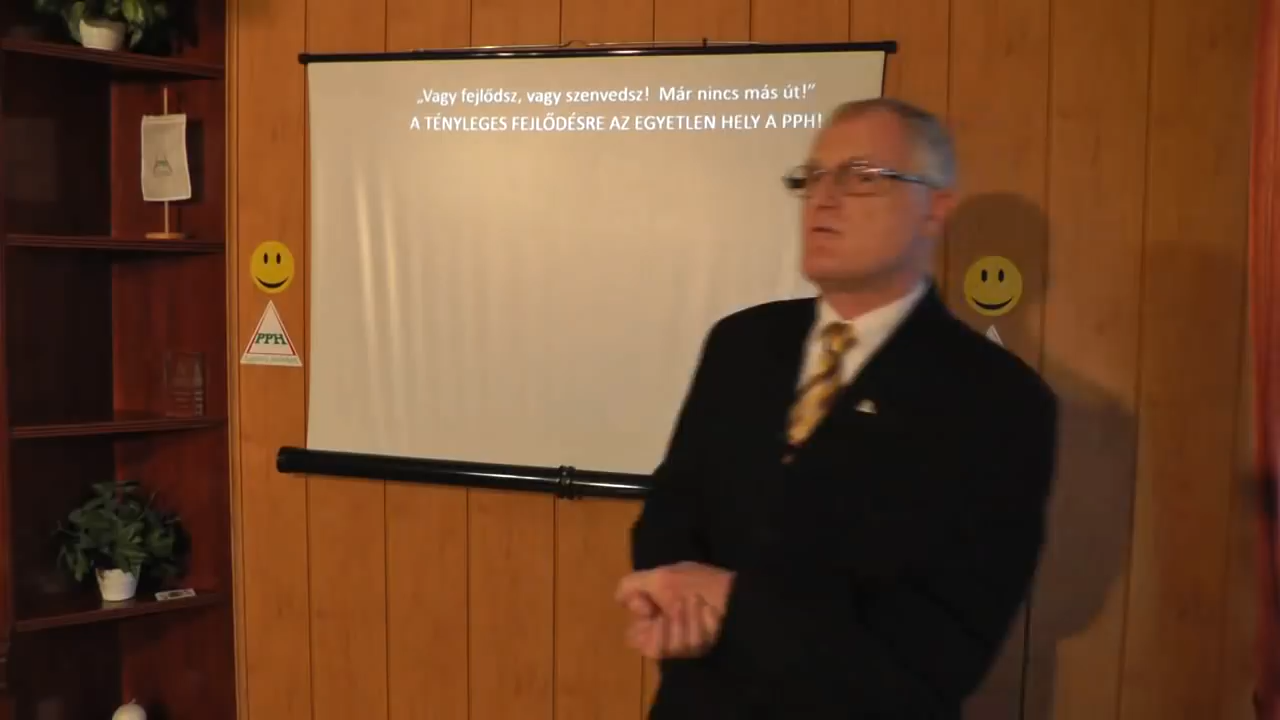 „Vagy fejlődsz, vagy szenvedsz! Már nincs más út!”
A TÉNYLEGES FEJLŐDÉSRE AZ EGYETLEN HELY A PPH!
PPH